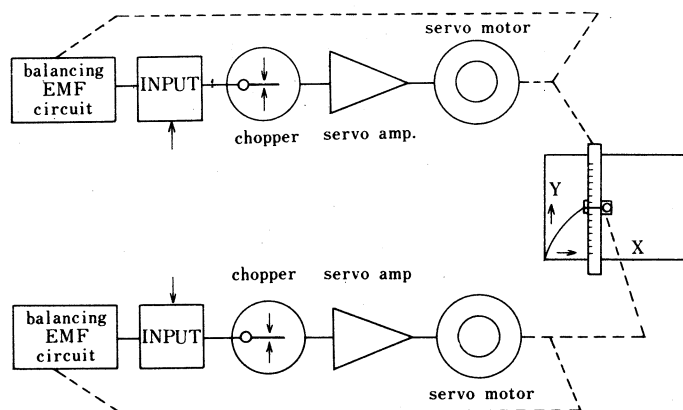 servo motor
balancing
EMF
circuit
INPUT
chopper
servo amp.
Y
X
chopper
servo amp
balancing
EMF
circuit
INPUT
servo motor